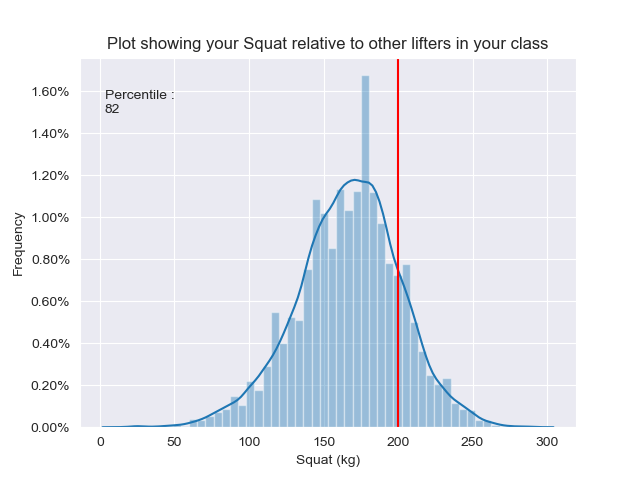 Plot showing your Squat relative to other lifters in your class
Percentile :
82
1.60%
1.40%
1.20%
1.00%
0.80%
0.60%
0.40%
0.20%
0.00%
Frequency
0 50 100 150 200 250 300
Squat (kg)